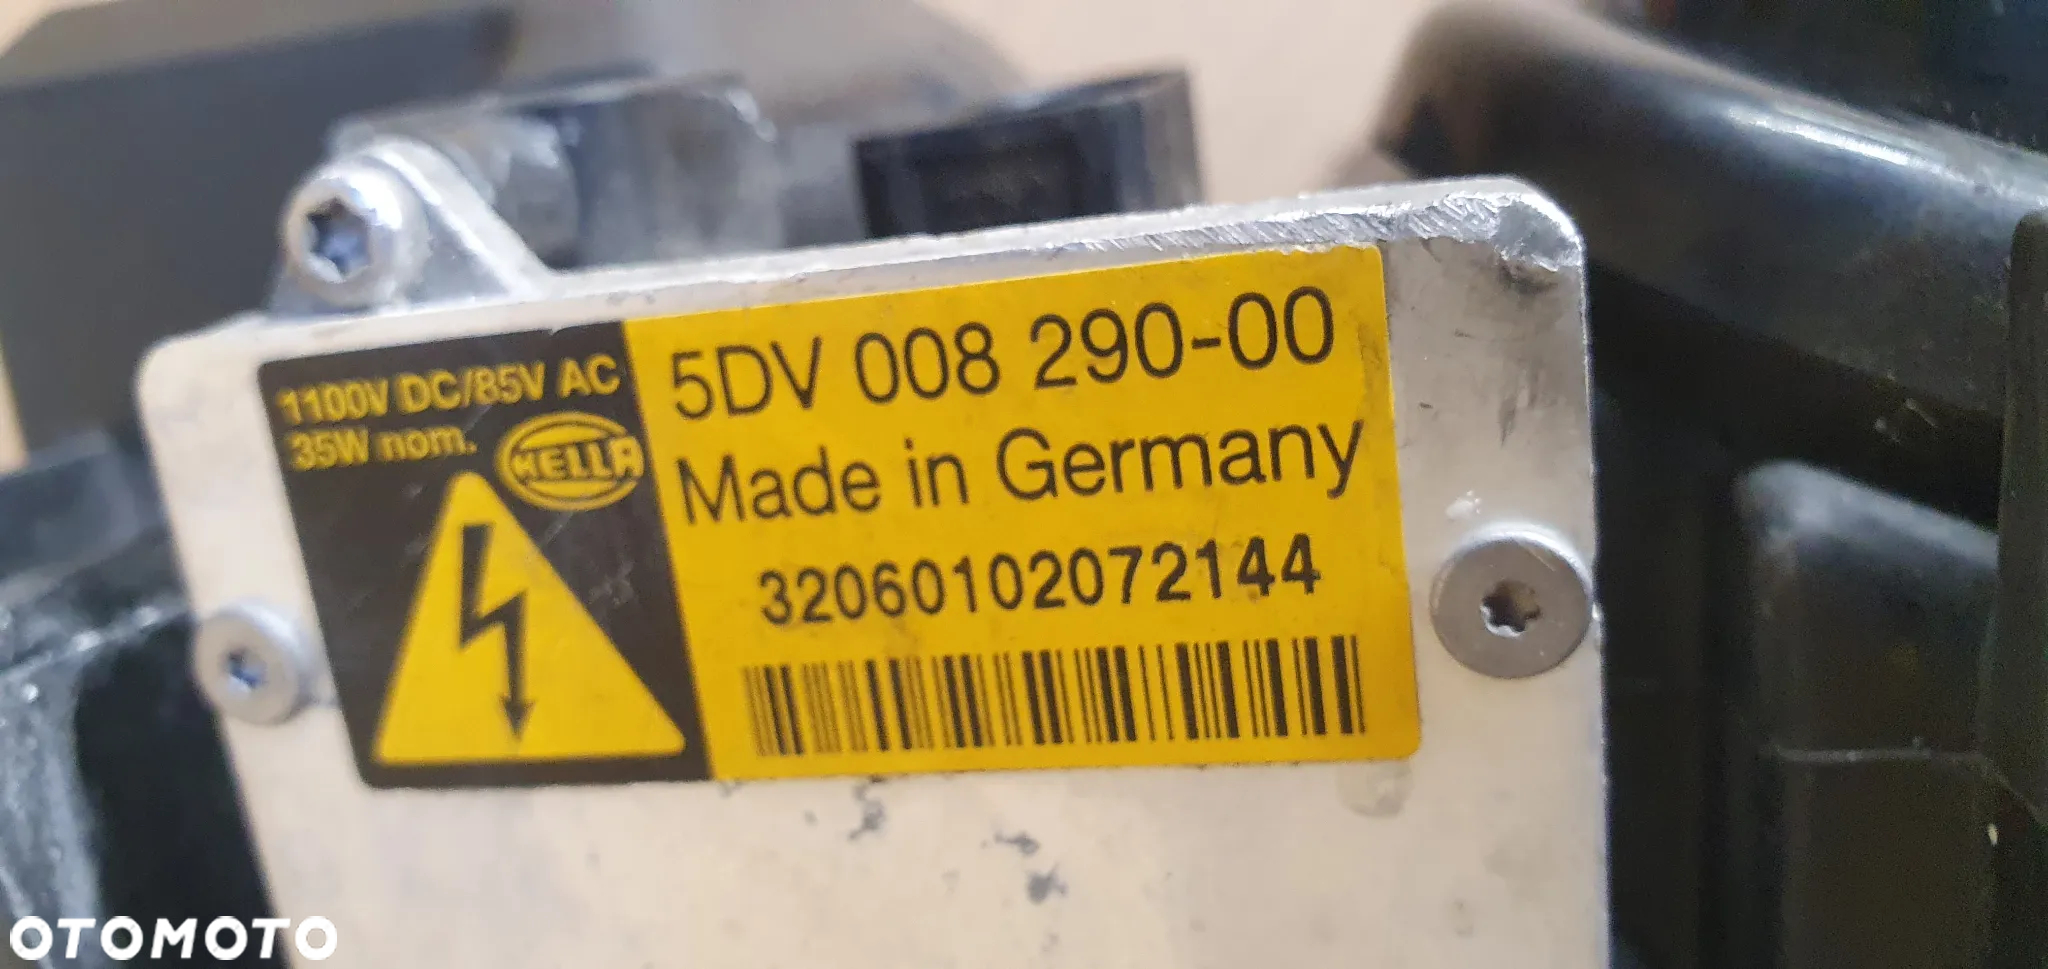 1100V DC/85V AC
35W nom.
HELLA
5DV 008 290-00
Made in Germany
32060102072144
OTOMOTO